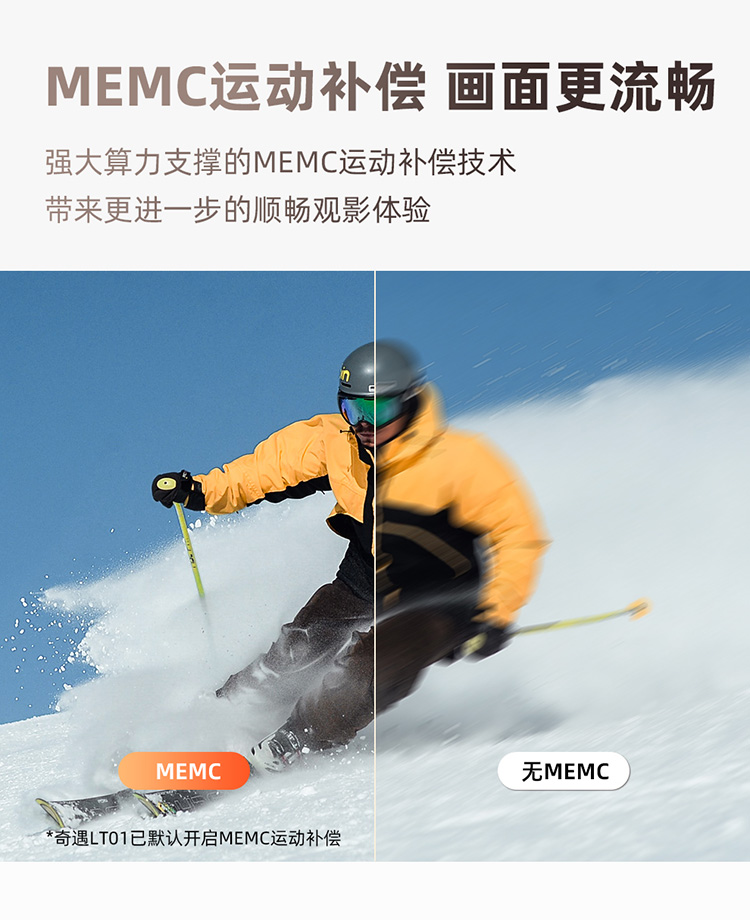 MEMC运动补偿 画面更流畅
强大算力支撑的MEMC运动补偿技术
带来更进一步的顺畅观影体验
MEMC
无MEMC
*奇遇LT01已默认开启MEMC运动补偿